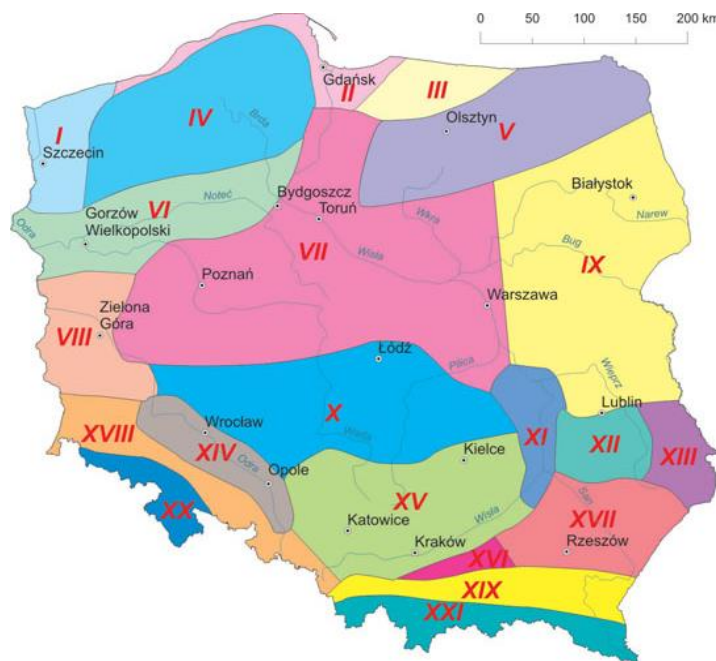 0 50 100 150 200 km
Gdańsk
II
III
I
IV
Brda
Olsztyn
V
Szczecin
Bydgoszcz
Toruń
Białystok
Gorzów
Wielkopolski
VI
Noteć
Odra
Wkra
Narew
Bug
VII
Wisła
IX
Poznań
Warszawa
Zielona
Góra
VIII
Łódź
Pilica
Wieprz
X
Lublin
XVIII
Wrocław
XIV
Odra
Warta
XI
XII
XIII
Opole
Kielce
XX
XV
San
Katowice
Wisła
XVII
Kraków
XVI
Rzeszów
XIX
XXI